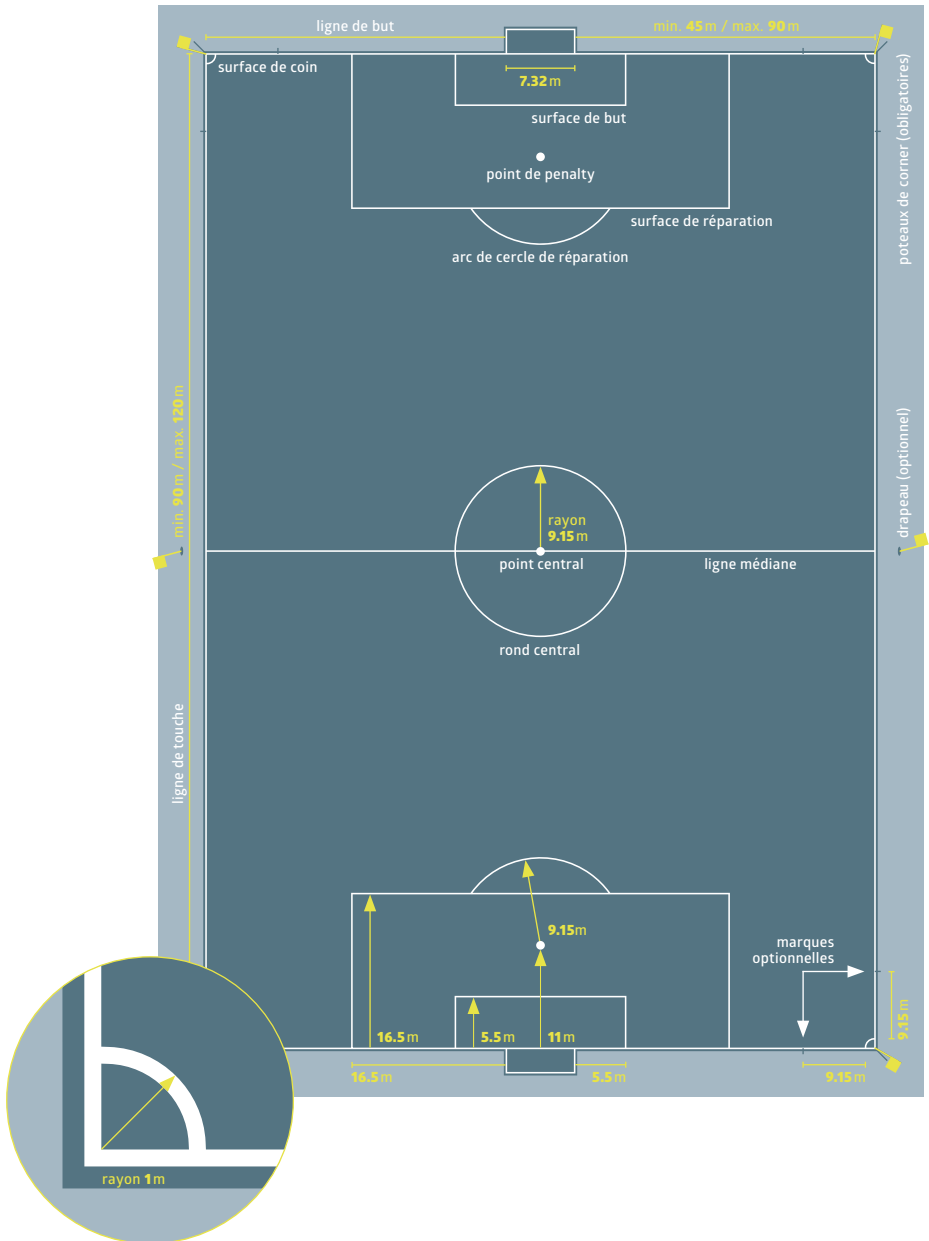 ligne de but
min. 45 m / max. 90 m
surface de coin
7.32 m
surface de but
point de penalty
surface de réparation
arc de cercle de réparation
poteaux de corner (obligatoires)
min. 90 m / max. 120 m
drapeau (optionnel)
rayon
9.15 m
point central
ligne médiane
rond central
ligne de touche
9.15 m
marques
optionnelles
16.5 m
5.5 m
11 m
9.15 m
16.5 m
5.5 m
9.15 m
rayon 1 m